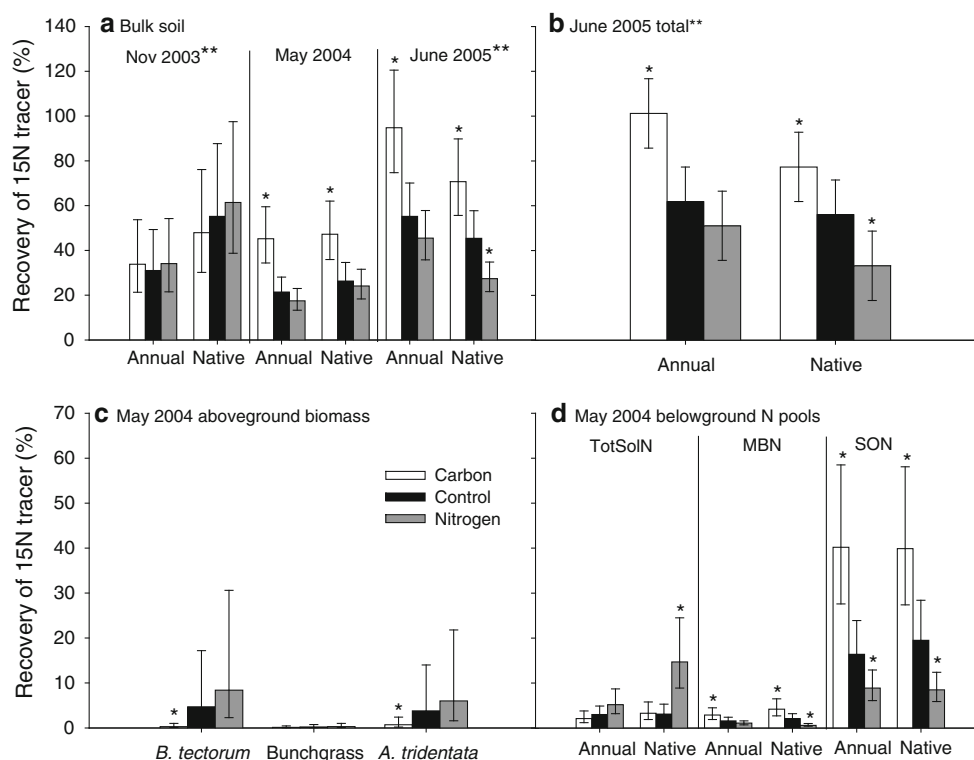 a Bulk soil
Nov 2003** May 2004 June 2005**
* * * * *
Recovery of 15N tracer (%)
140
120
100
80
60
40
20
0
Annual Native Annual Native Annual Native
b June 2005 total**
* * *
Annual Native
c May 2004 aboveground biomass
Carbon
Control
Nitrogen
* *
Recovery of 15N tracer (%)
70
60
50
40
30
20
10
0
B. tectorum Bunchgrass A. tridentata
d May 2004 belowground N pools
TotSolN MBN SON
* * * * * * * *
Annual Native Annual Native Annual Native